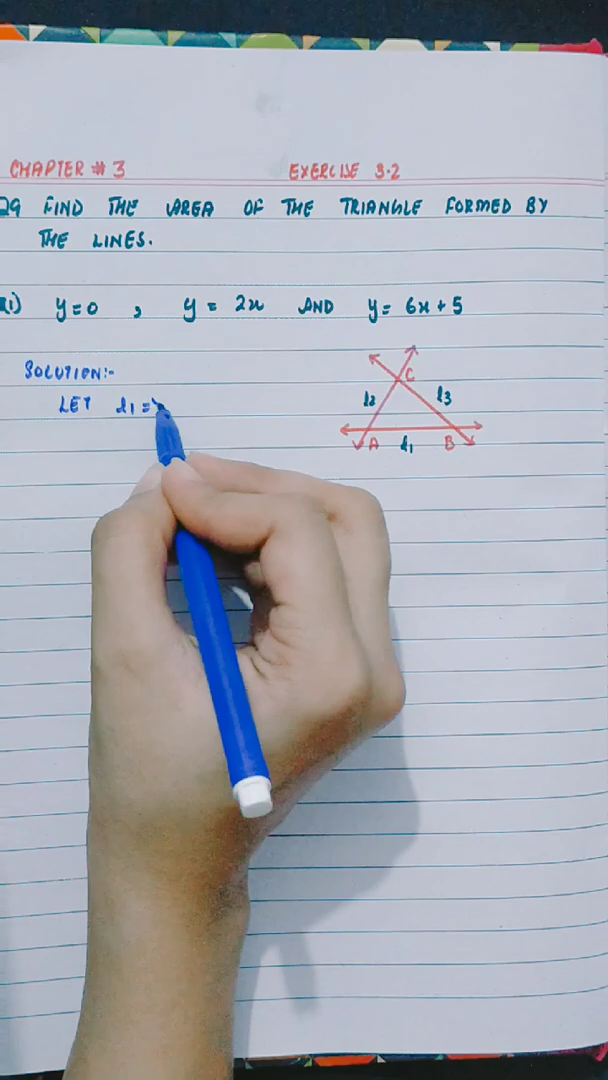 CHAPTER # 3 EXERCISE 3.2
Q9 FIND THE AREA OF THE TRIANGLE FORMED BY
THE LINES.
i) y=0 , y = 2x AND y= 6x+5
SOLUTION:-
LET l1 =
C
l2 l3
A l1 B